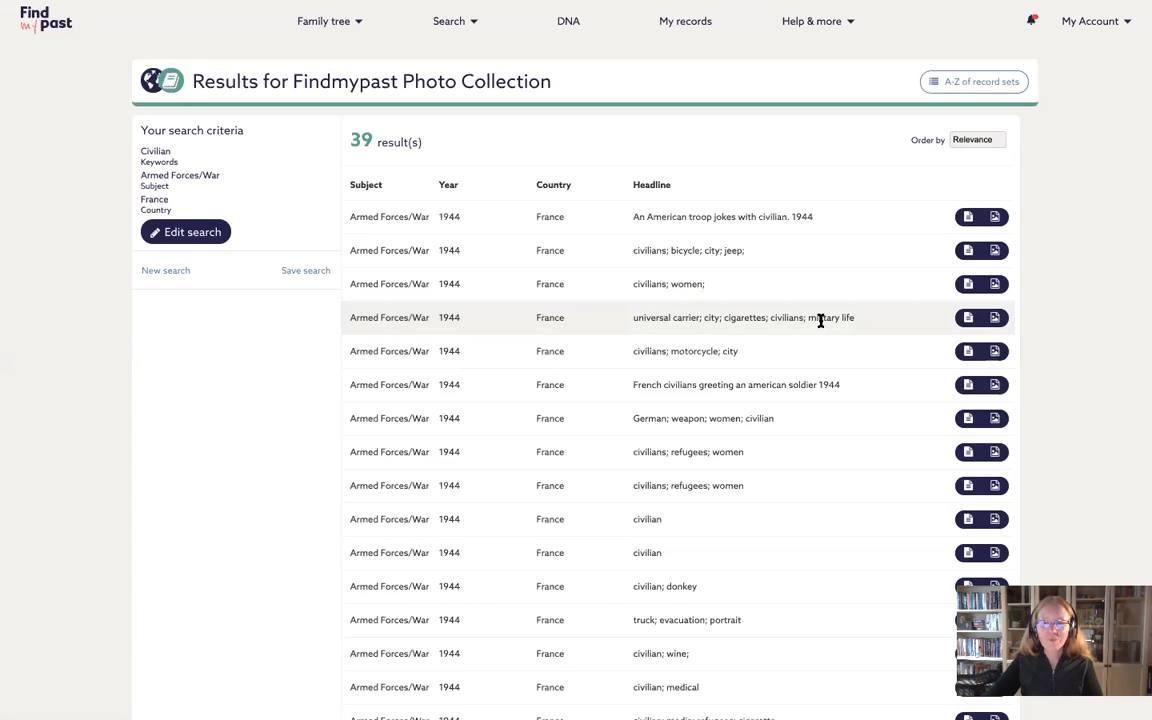 Find my past
Family tree
Search
DNA
My records
Help & more
My Account
Results for Findmypast Photo Collection
A-Z of record sets
Your search criteria
Civilian
Keywords
Armed Forces/War
Subject
France
Country
Edit search
New search
Save search
39 result(s)
Order by Relevance
Subject Year Country Headline
Armed Forces/War 1944 France An American troop jokes with civilian. 1944
Armed Forces/War 1944 France civilians; bicycle; city; jeep;
Armed Forces/War 1944 France civilians; women;
Armed Forces/War 1944 France universal carrier; city; cigarettes; civilians; military life
Armed Forces/War 1944 France civilians; motorcycle; city
Armed Forces/War 1944 France French civilians greeting an american soldier 1944
Armed Forces/War 1944 France German; weapon; women; civilian
Armed Forces/War 1944 France civilians; refugees; women
Armed Forces/War 1944 France civilians; refugees; women
Armed Forces/War 1944 France civilian
Armed Forces/War 1944 France civilian
Armed Forces/War 1944 France civilian; donkey
Armed Forces/War 1944 France truck; evacuation; portrait
Armed Forces/War 1944 France civilian; wine;
Armed Forces/War 1944 France civilian; medical